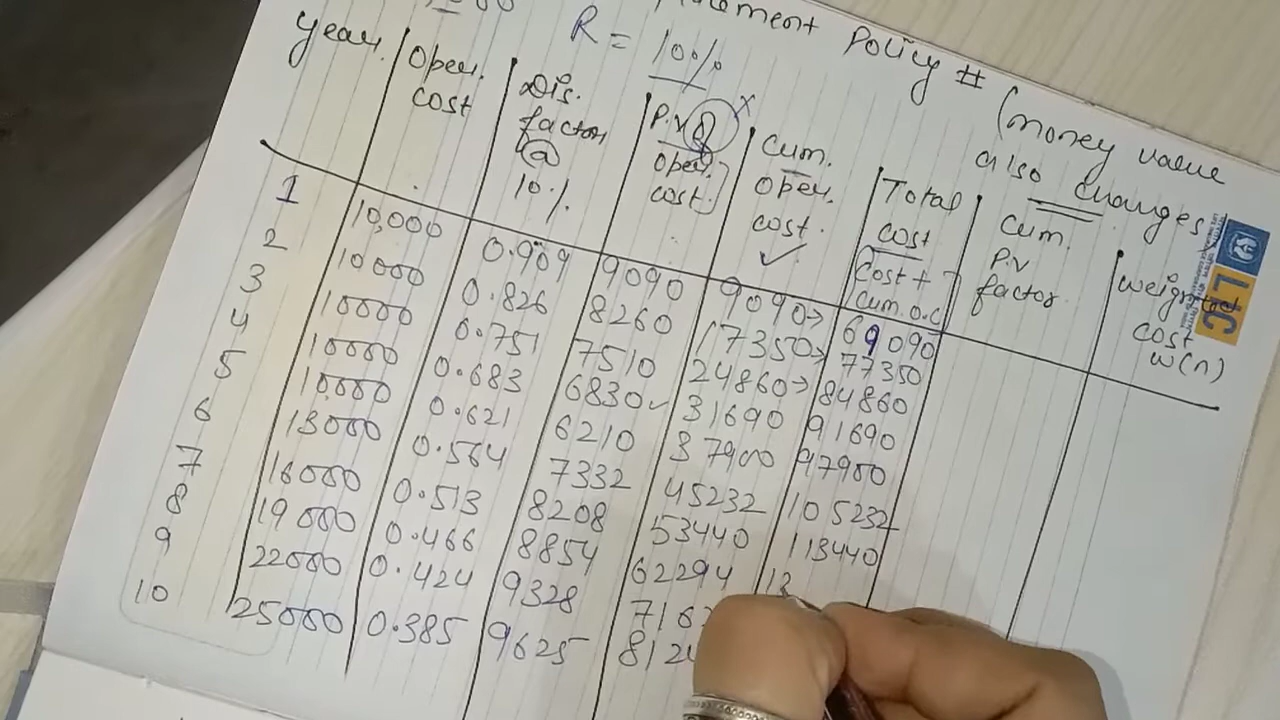 Policy #
R = 10%
(money value
also changes
year. Oper. cost Dis. factor (a) 10% P.V of oper. cost. Cum. oper. cost. Total cost Cost + Cum. o.c Cum. P.V factor. cost w(n)
1 10,000 0.909 9090 9090 69090
2 10000 0.826 8260 17350 77350
3 10000 0.751 7510 24860 84860
4 10000 0.683 6830 31690 91690
5 10,000 0.621 6210 37900 97900
6 13000 0.564 7332 45232 105232
7 16000 0.513 8208 53440 113440
8 19000 0.466 8854 62294
9 22000 0.424 9328
10 25000 0.385 9625
LIC